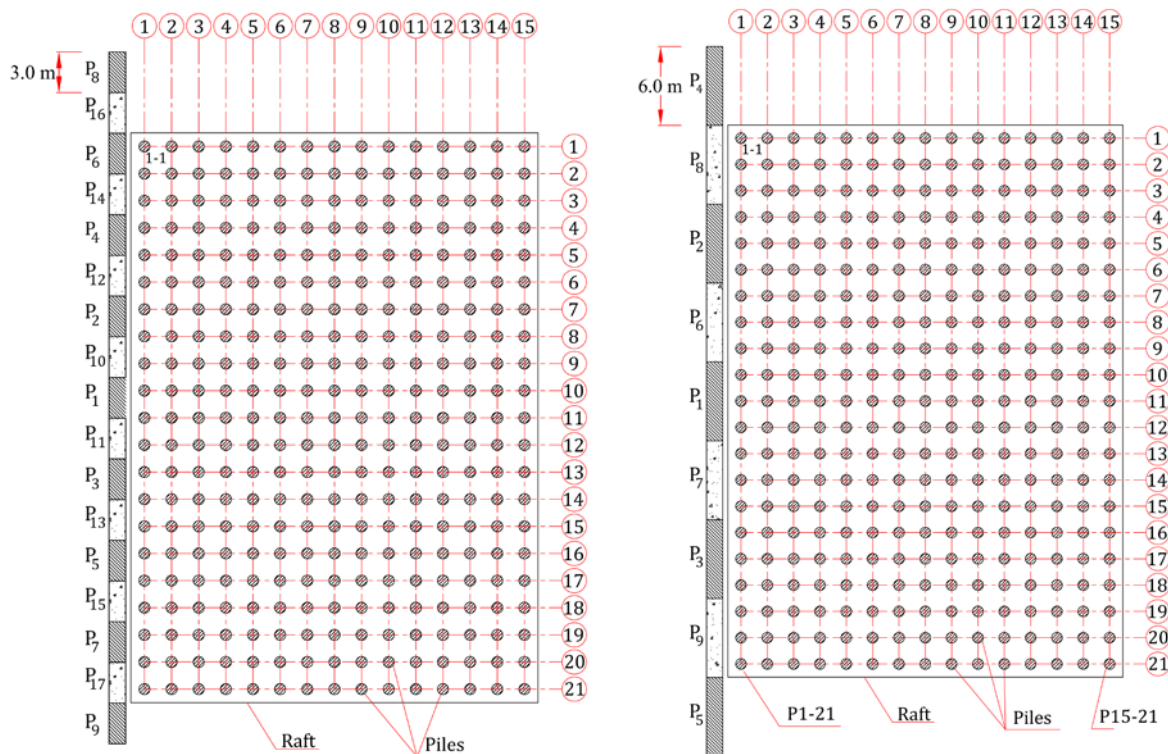 1 2 3 4 5 6 7 8 9 10 11 12 13 14 15
3.0 m
P8
P16
P6
P14
P4
P12
P2
P10
P1
P11
P3
P13
P5
P15
P7
P17
P9
1-1
1
2
3
4
5
6
7
8
9
10
11
12
13
14
15
16
17
18
19
20
21
Raft
Piles
1 2 3 4 5 6 7 8 9 10 11 12 13 14 15
6.0 m
P4
P8
P2
P6
P1
P7
P3
P9
P5
1-1
1
2
3
4
5
6
7
8
9
10
11
12
13
14
15
16
17
18
19
20
21
P1-21
Raft
Piles
P15-21